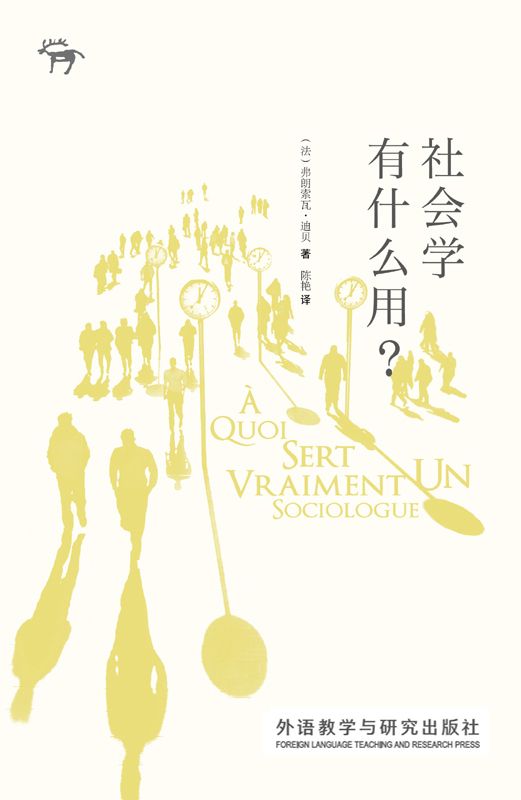 社会学
有什么用？
（法）弗朗索瓦·迪贝 著
陈艳 译
À
QUOI
SERT
VRAIMENT UN
SOCIOLOGUE
外语教学与研究出版社
FOREIGN LANGUAGE TEACHING AND RESEARCH PRESS